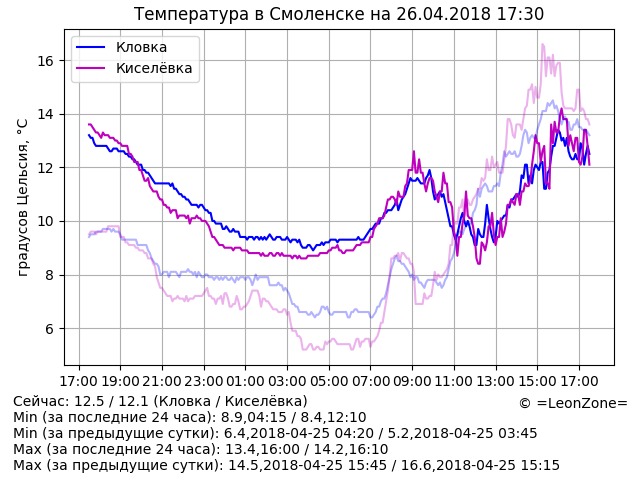 Температура в Смоленске на 26.04.2018 17:30
Кловка
Киселёвка
градусов Цельсия, °C
16
14
12
10
8
6
17:00 19:00 21:00 23:00 01:00 03:00 05:00 07:00 09:00 11:00 13:00 15:00 17:00
Сейчас: 12.5 / 12.1 (Кловка / Киселёвка)
© =LeonZone=
Min (за последние 24 часа): 8.9,04:15 / 8.4,12:10
Min (за предыдущие сутки): 6.4,2018-04-25 04:20 / 5.2,2018-04-25 03:45
Max (за последние 24 часа): 13.4,16:00 / 14.2,16:10
Max (за предыдущие сутки): 14.5,2018-04-25 15:45 / 16.6,2018-04-25 15:15